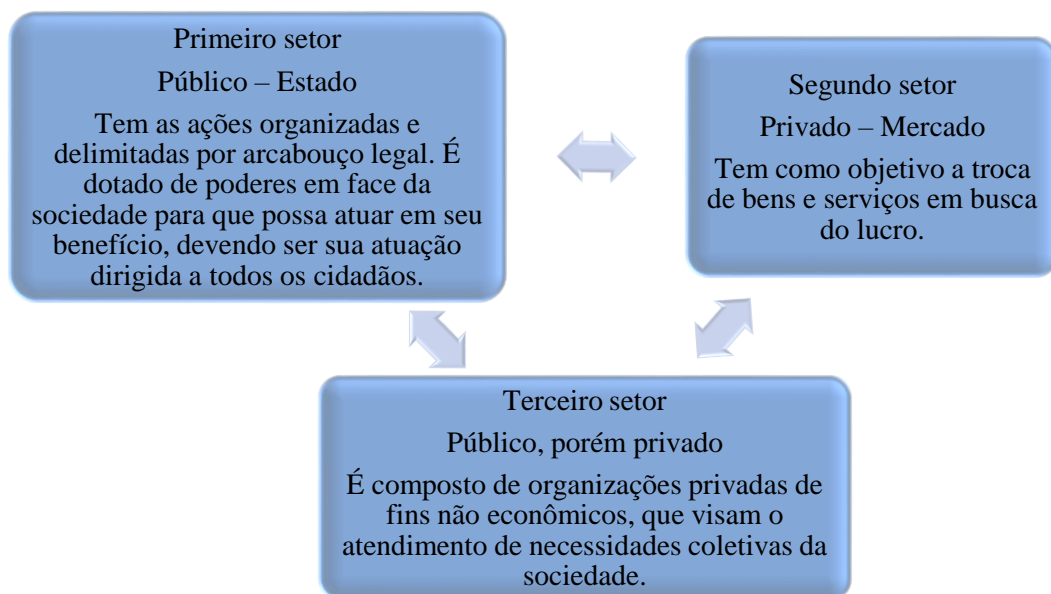 Primeiro setor
Público – Estado
Tem as ações organizadas e
delimitadas por arcabouço legal. É
dotado de poderes em face da
sociedade para que possa atuar em seu
benefício, devendo ser sua atuação
dirigida a todos os cidadãos.
Segundo setor
Privado – Mercado
Tem como objetivo a troca
de bens e serviços em busca
do lucro.
Terceiro setor
Público, porém privado
É composto de organizações privadas de
fins não econômicos, que visam o
atendimento de necessidades coletivas da
sociedade.